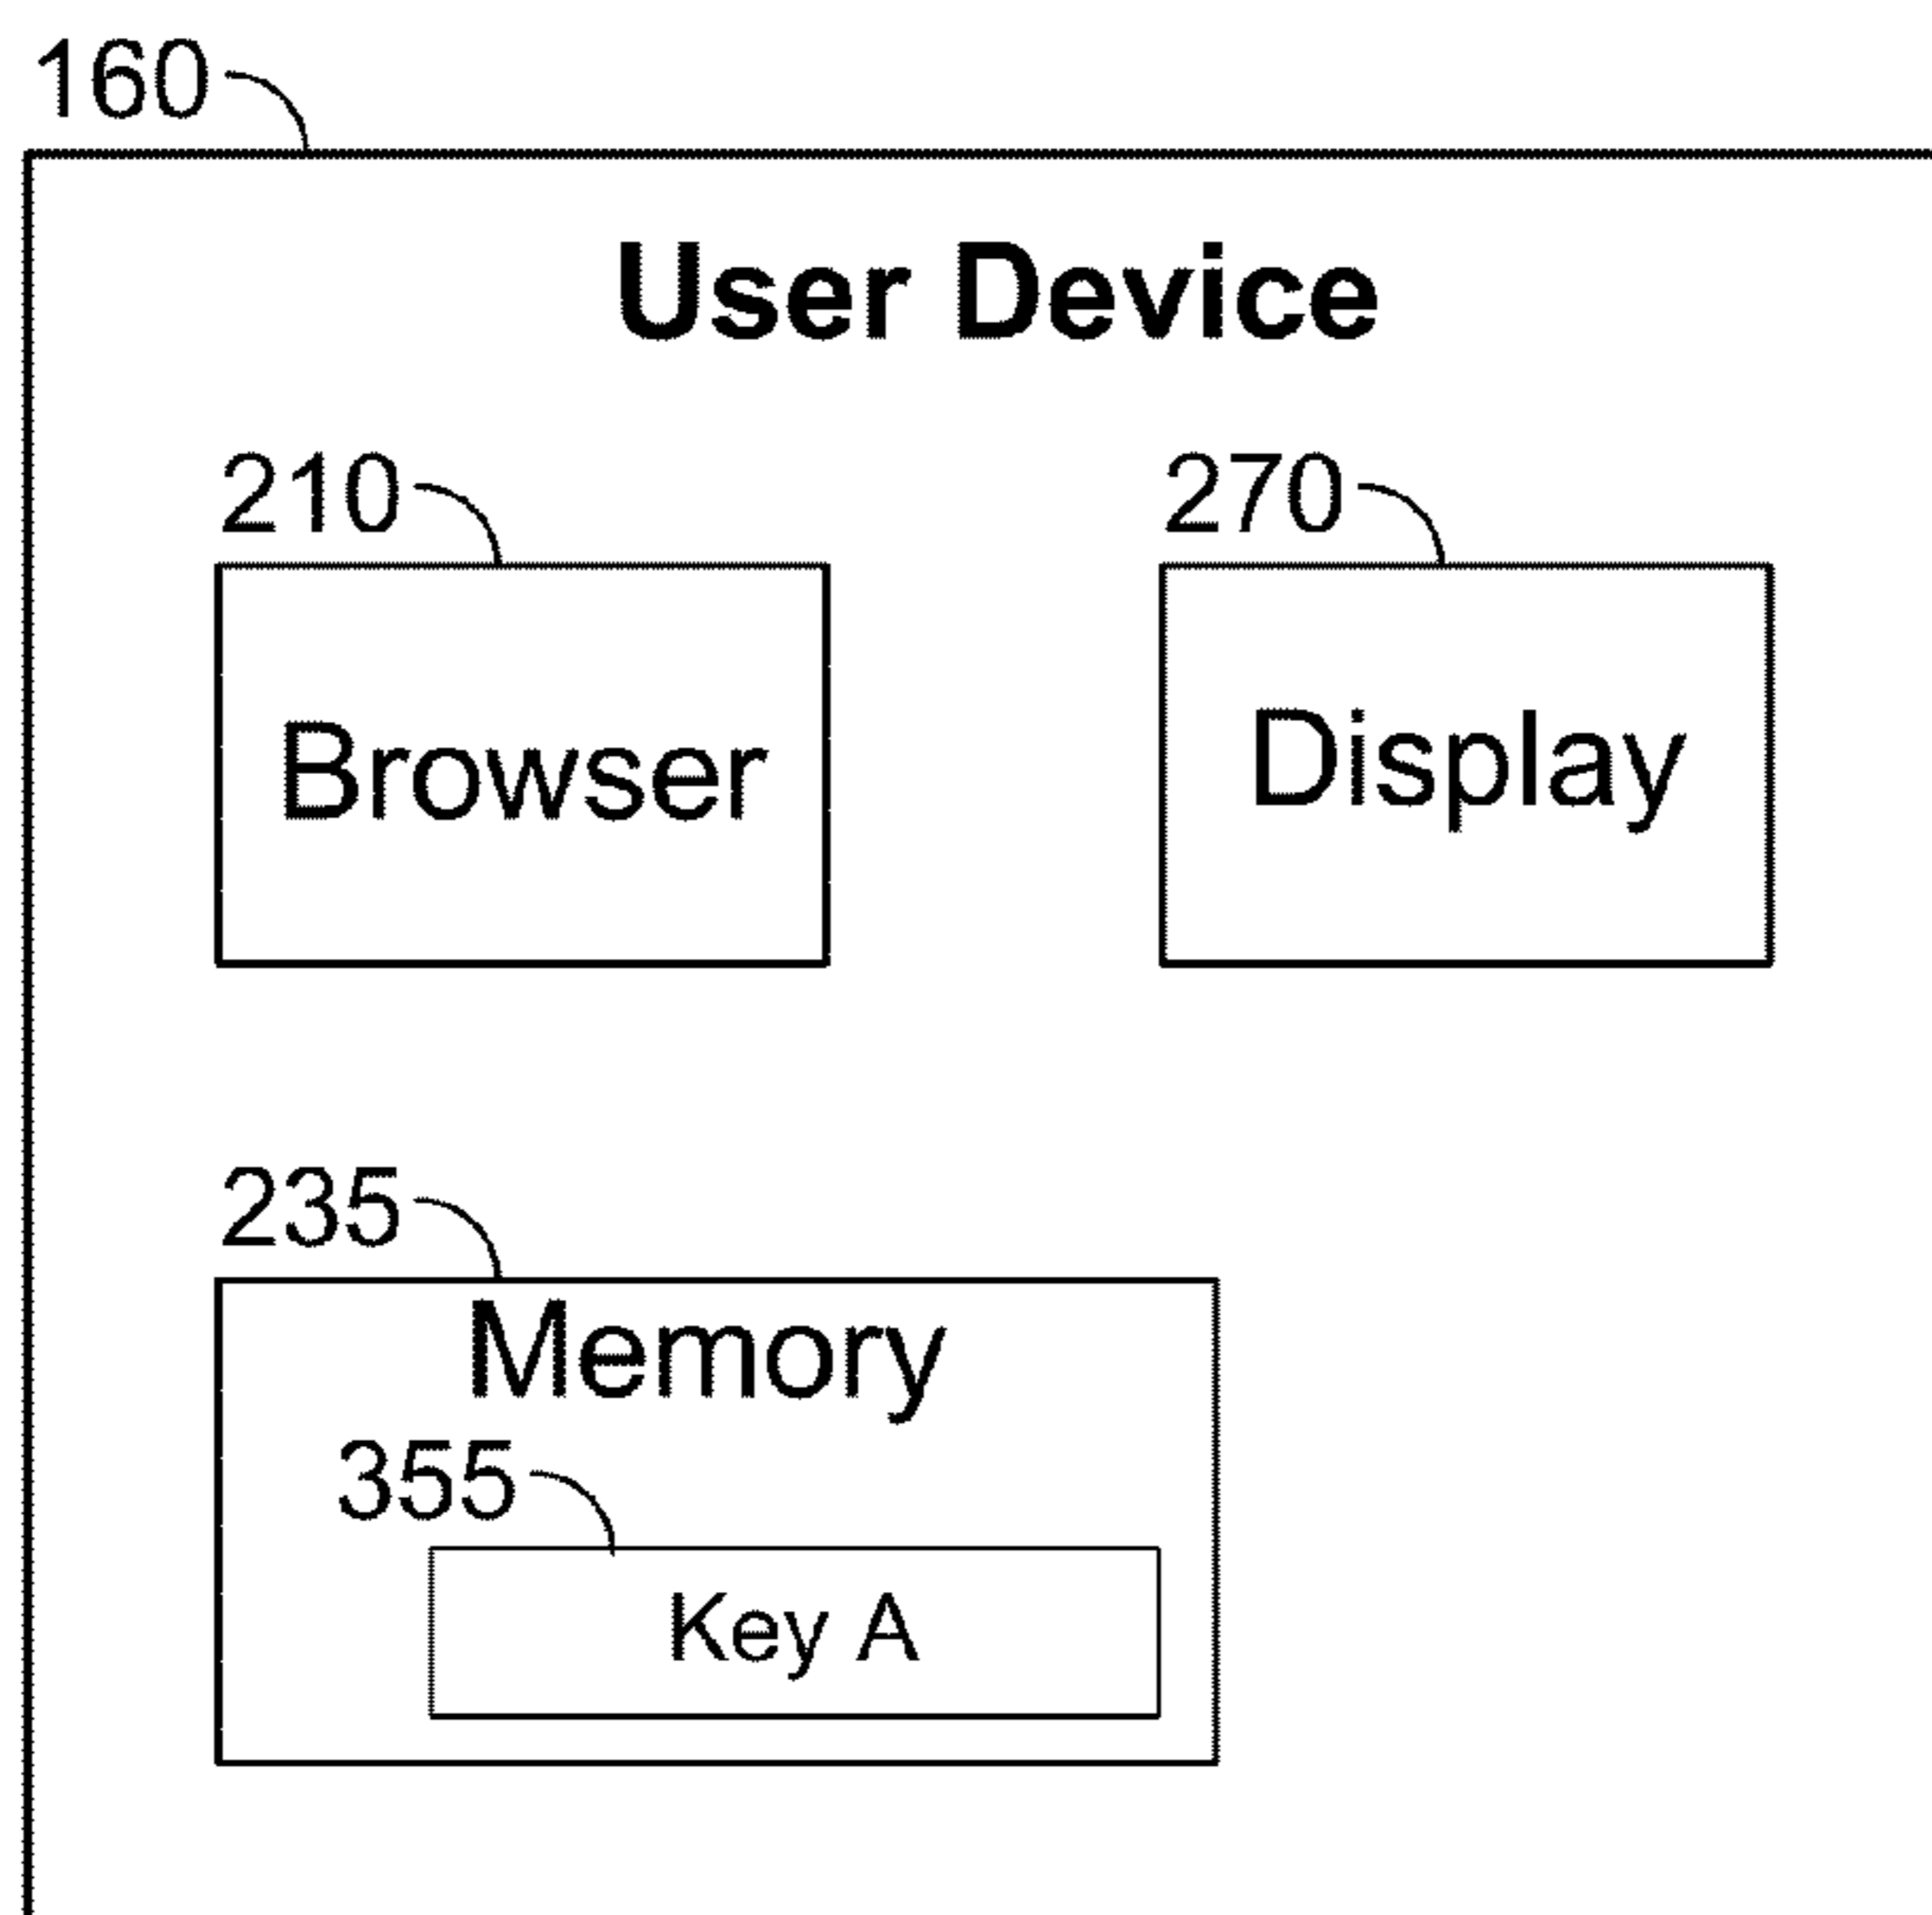 160
User Device
210
270
Browser
Display
235
Memory
355
Key A